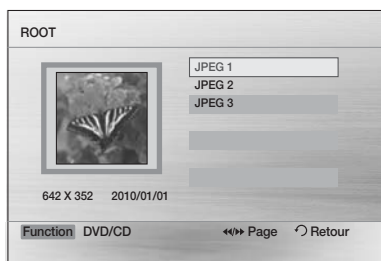 ROOT
JPEG 1
JPEG 2
JPEG 3
642 X 352 2010/01/01
Function DVD/CD ◀◀/▶▶ Page ⤺ Retour